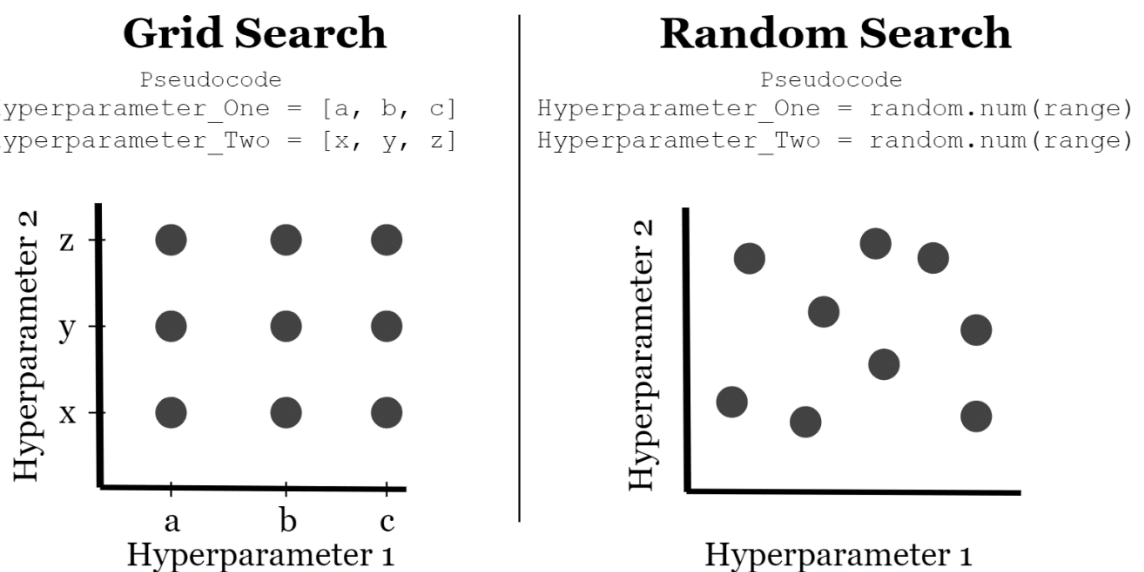 Grid Search
Pseudocode
yperparameter_One = [a, b, c]
yperparameter_Two = [x, y, z]
Hyperparameter 2
z
y
x
a b c
Hyperparameter 1
Random Search
Pseudocode
Hyperparameter_One = random.num(range)
Hyperparameter_Two = random.num(range)
Hyperparameter 2
Hyperparameter 1